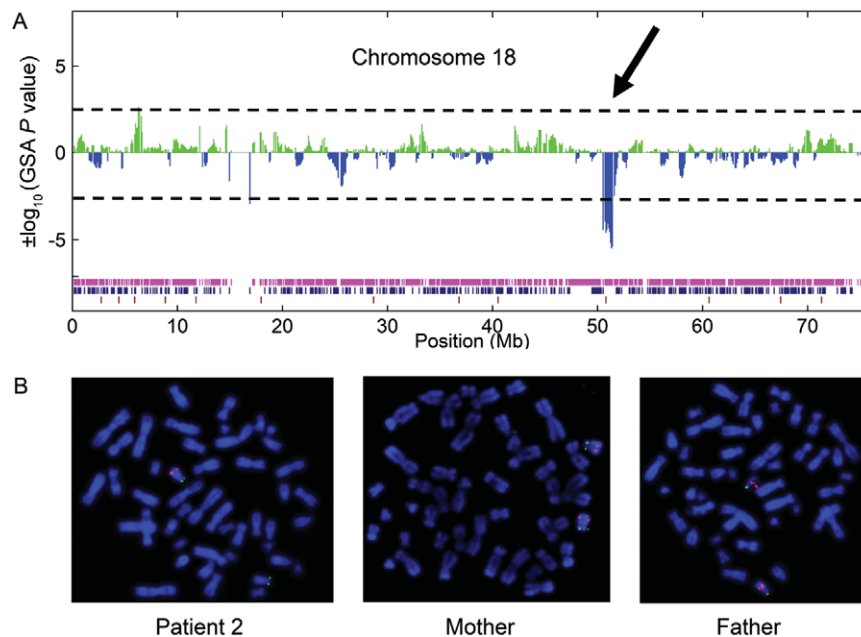 A
Chromosome 18
±log10 (GSA P value)
5
0
-5
0 10 20 30 40 50 60 70
Position (Mb)
B
Patient 2 Mother Father